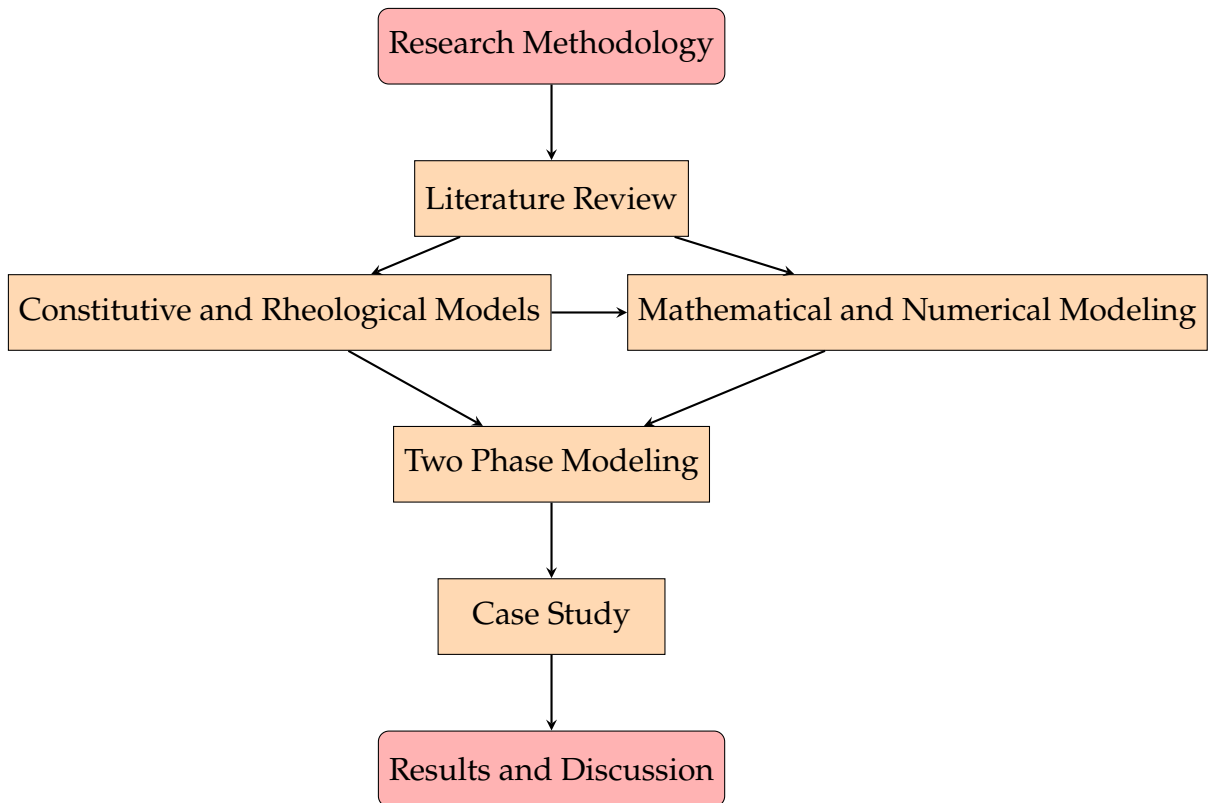 Research Methodology
Literature Review
Constitutive and Rheological Models
Mathematical and Numerical Modeling
Two Phase Modeling
Case Study
Results and Discussion